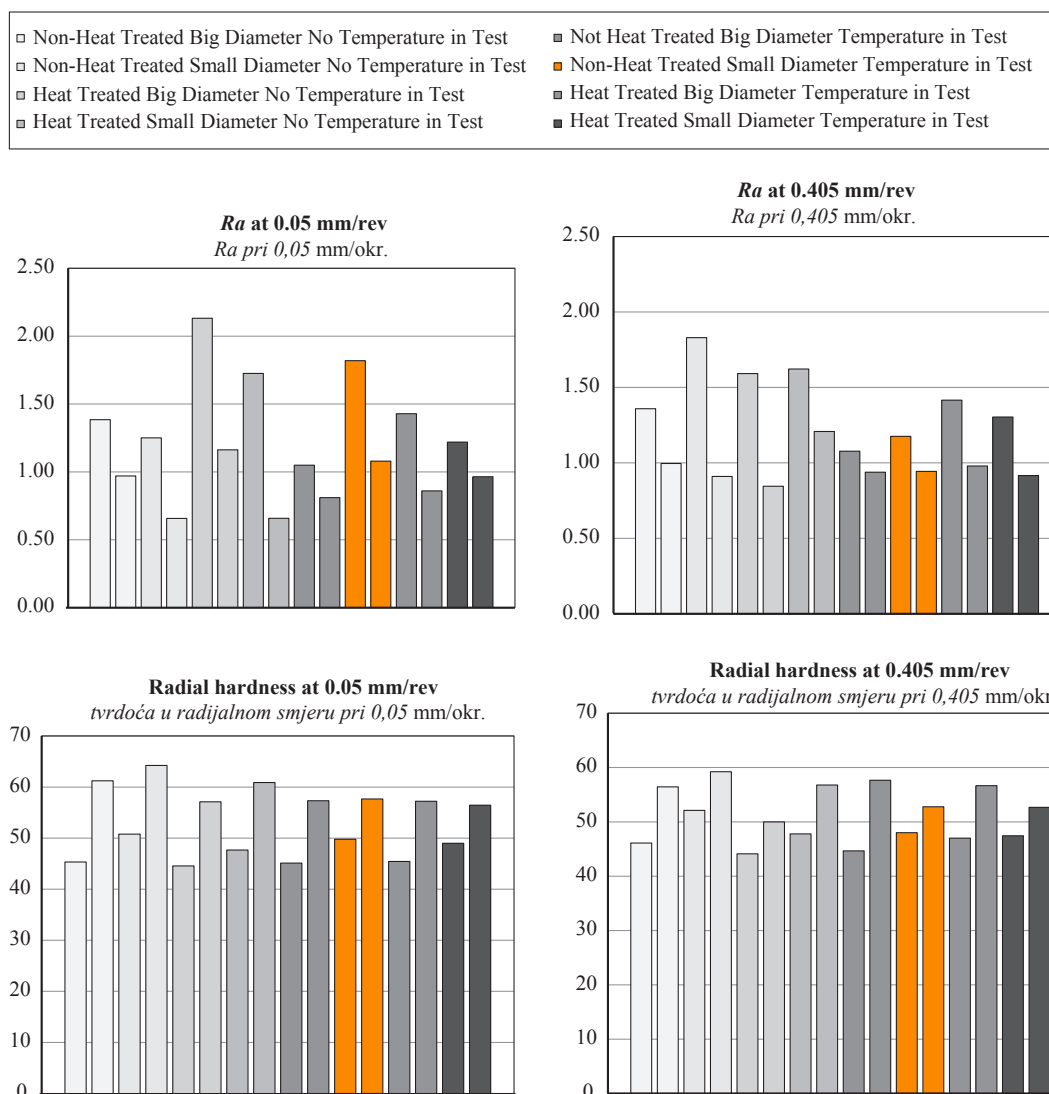 Non-Heat Treated Big Diameter No Temperature in Test
Non-Heat Treated Small Diameter No Temperature in Test
Heat Treated Big Diameter No Temperature in Test
Heat Treated Small Diameter No Temperature in Test
Not Heat Treated Big Diameter Temperature in Test
Non-Heat Treated Small Diameter Temperature in Test
Heat Treated Big Diameter Temperature in Test
Heat Treated Small Diameter Temperature in Test
Ra at 0.05 mm/rev
Ra pri 0,05 mm/okr.
2.50
2.00
1.50
1.00
0.50
0.00
Ra at 0.405 mm/rev
Ra pri 0,405 mm/okr.
2.50
2.00
1.50
1.00
0.50
0.00
Radial hardness at 0.05 mm/rev
tvrdoća u radijalnom smjeru pri 0,05 mm/okr.
70
60
50
40
30
20
10
0
Radial hardness at 0.405 mm/rev
tvrdoća u radijalnom smjeru pri 0,405 mm/okr
70
60
50
40
30
20
10
0